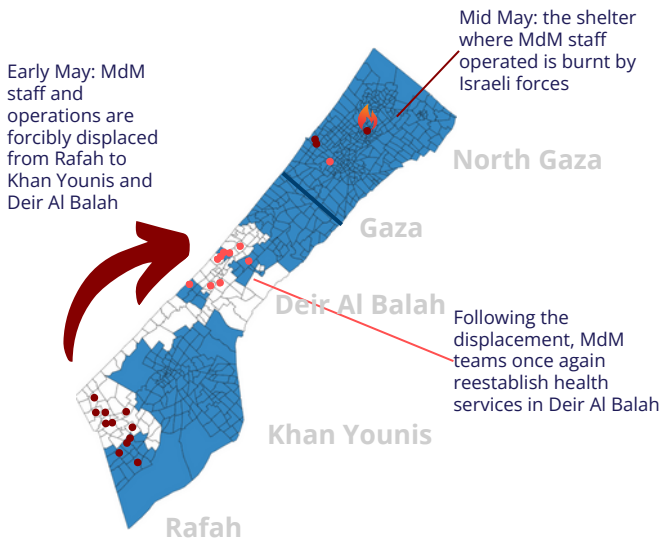 Mid May: the shelter
where MdM staff
operated is burnt by
Israeli forces
Early May: MdM
staff and
operations are
forcibly displaced
from Rafah to
Khan Younis and
Deir Al Balah
North Gaza
Gaza
Deir Al Balah
Following the
displacement, MdM
teams once again
reestablish health
services in Deir Al Balah
Khan Younis
Rafah